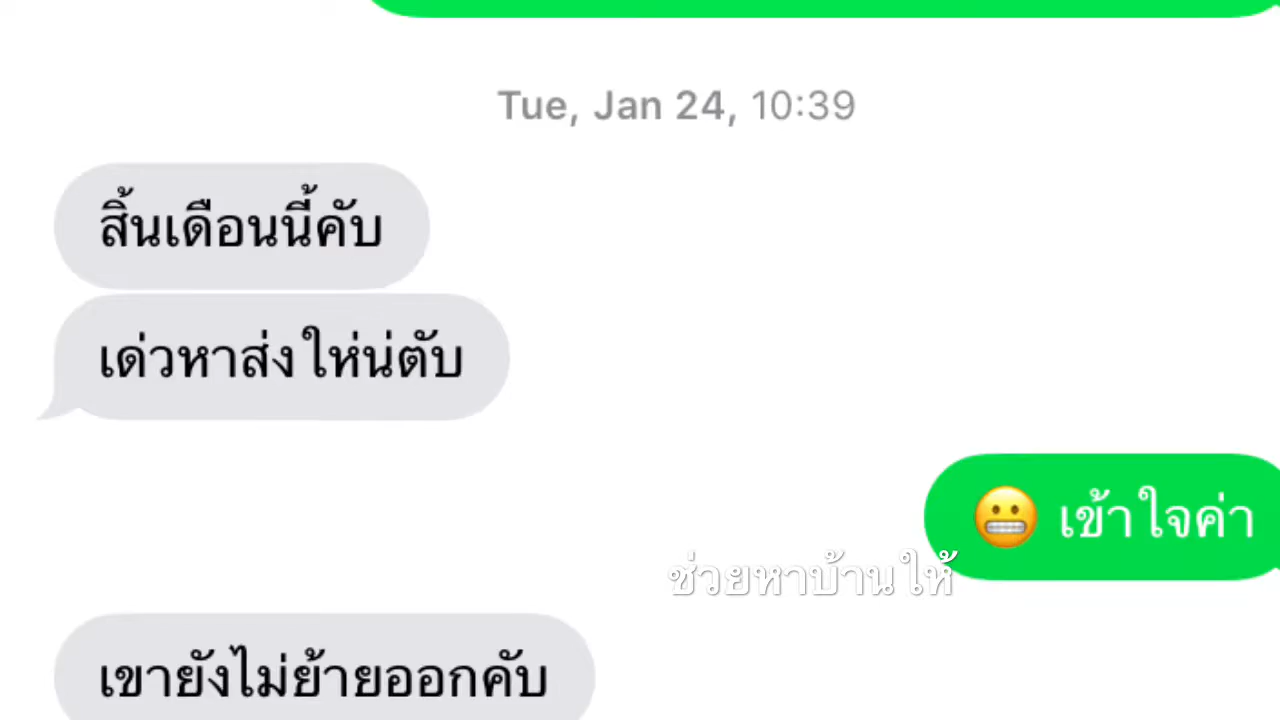 Tue, Jan 24, 10:39
สิ้นเดือนนี้คับ
เด่วหาส่งให่น่ตับ
😬 เข้าใจค่า
ช่วยหาบ้านให้
เขายังไม่ย้ายออกคับ